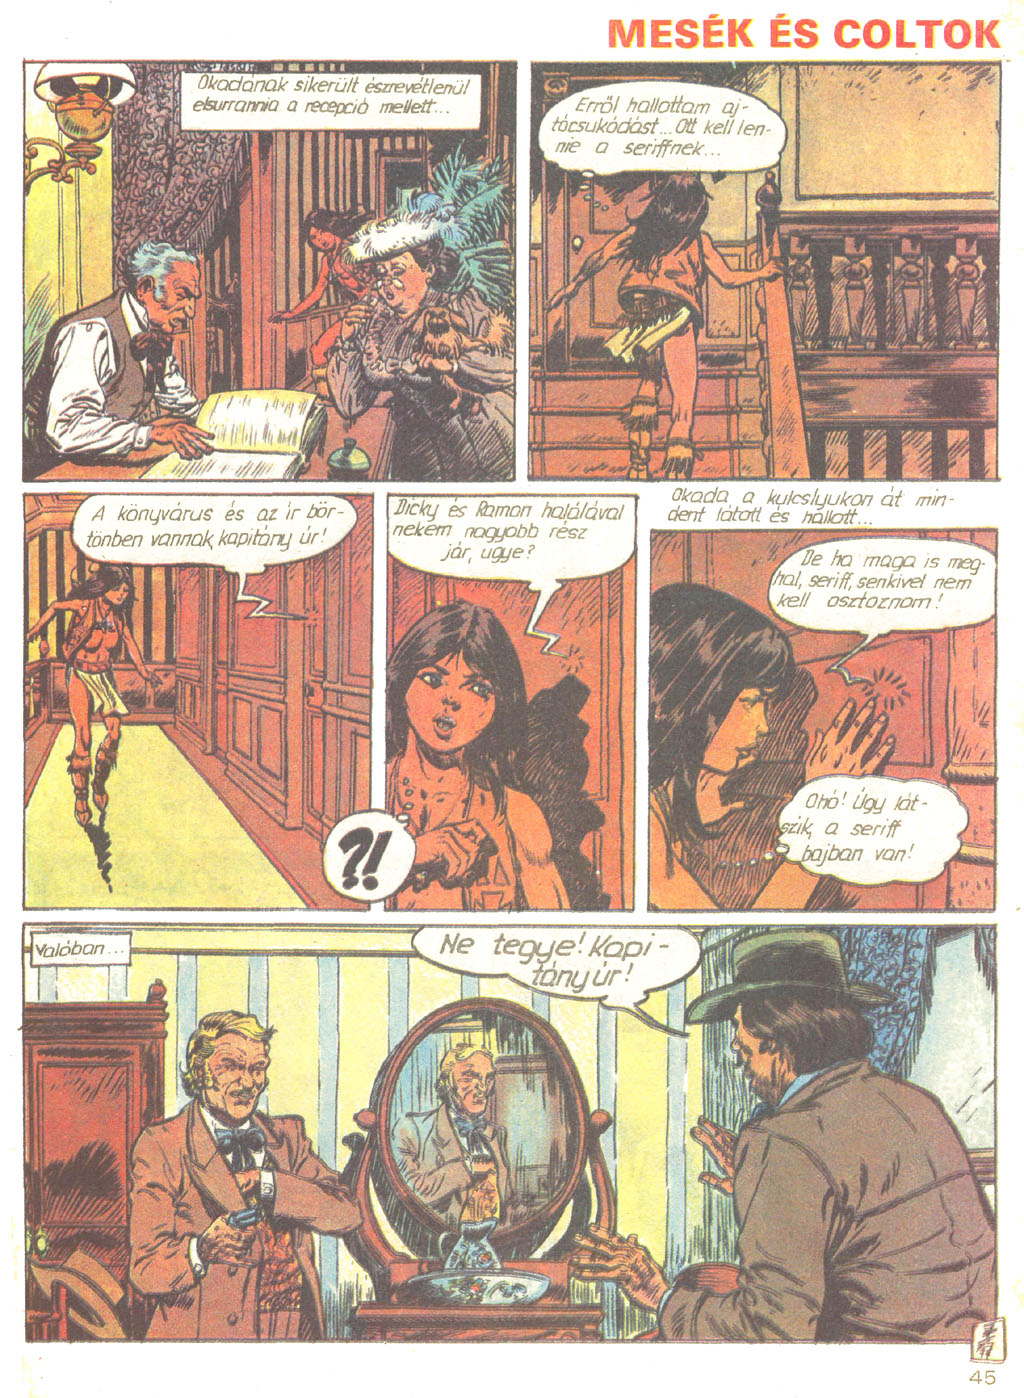 MESÉK ÉS COLTOK
Okadának sikerült észrevétlenül
elsurrannia a recepció mellett...
Erről hallottam aj-
tócsukódást... Ott kell len-
nie a seriffnek...
A könyvárus és az ír bör-
tönben vannak, kapitány úr!
Dicky és Ramon halálával
nekem nagyobb rész
jár, ugye?
?!
Okada a kulcslyukon át min-
dent látott és hallott...
De ha maga is meg-
hal, seriff, senkivel nem
kell osztoznom!
Ohó! Úgy lát-
szik, a seriff
bajban van!
Valóban...
Ne tegye! Kapi-
tány úr!
45